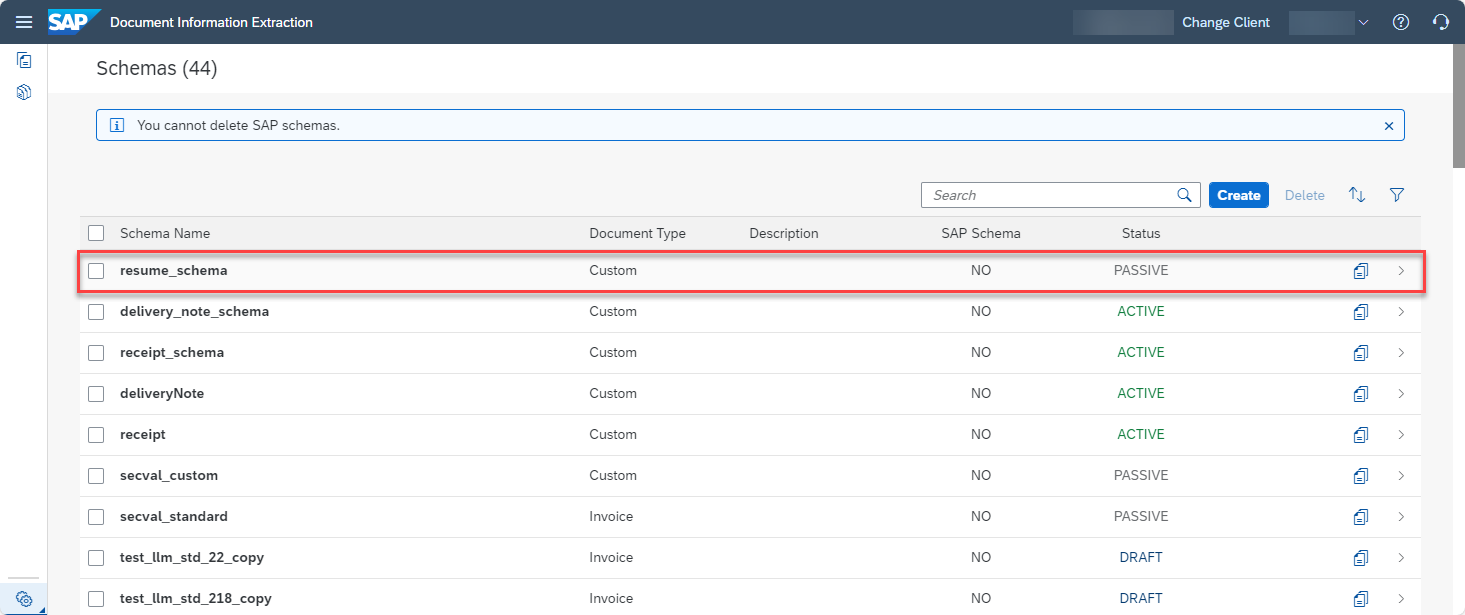 SAP Document Information Extraction Change Client
Schemas (44)
You cannot delete SAP schemas.
Search Create Delete
Schema Name Document Type Description SAP Schema Status
resume_schema Custom NO PASSIVE
delivery_note_schema Custom NO ACTIVE
receipt_schema Custom NO ACTIVE
deliveryNote Custom NO ACTIVE
receipt Custom NO ACTIVE
secval_custom Custom NO PASSIVE
secval_standard Invoice NO PASSIVE
test_llm_std_22_copy Invoice NO DRAFT
test_llm_std_218_copy Invoice NO DRAFT